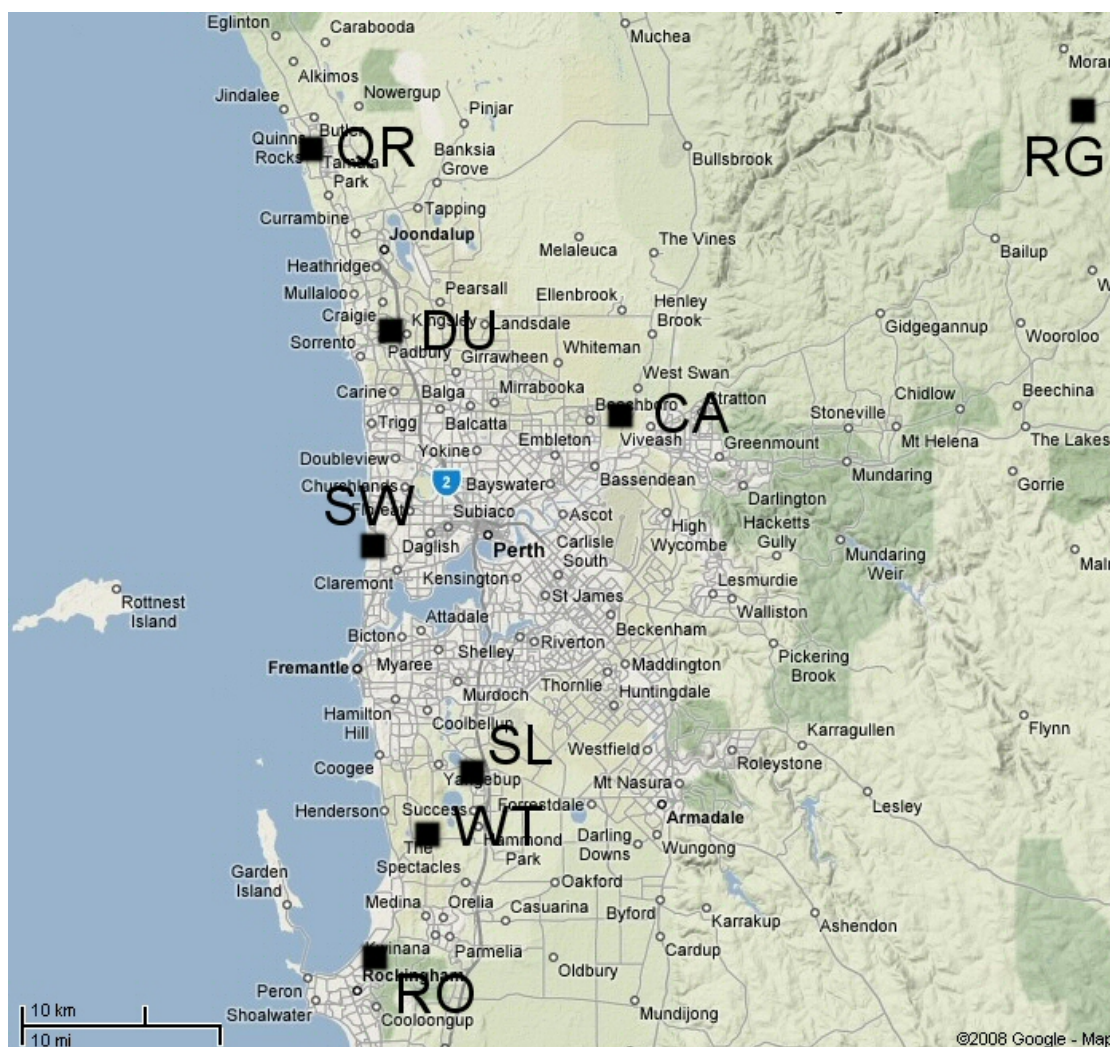 Eglinton
Carabooda
Muchea
Alkimos
Nowergup
Jindalee
Pinjar
Quinns
Rocks
QR
Tamala
Park
Banksia
Grove
Bullsbrook
RG
Currambine
Tapping
Joondalup
Melaleuca
The Vines
Bailup
Heathridge
Mullaloo
Pearsall
Ellenbrook
Henley
Brook
Craigie
Kingsley
DU
Landsdale
Gidgegannup
Wooroloo
Sorrento
Padbury
Girrawheen
Whiteman
West Swan
Carine
Balga
Mirrabooka
Beechboro
CA
Stratton
Chidlow
Beechina
Trigg
Balcatta
Embleton
Viveash
Greenmount
Stoneville
Mt Helena
The Lakes
Doubleview
Yokine
Bassendean
Mundaring
Churchlands
2
Bayswater
Darlington
Gorrie
SW
Floreat
Subiaco
Ascot
High
Wycombe
Hacketts
Gully
Daglish
Perth
Carlisle
South
Mundaring
Weir
Claremont
Kensington
Lesmurdie
Rottnest
Island
St James
Walliston
Attadale
Beckenham
Bicton
Riverton
Shelley
Pickering
Brook
Fremantle
Myaree
Maddington
Murdoch
Thornlie
Huntingdale
Hamilton
Hill
Coolbellup
Flynn
SL
Westfield
Karragullen
Coogee
Yangebup
Roleystone
Mt Nasura
Lesley
Henderson
Success
WT
Forrestdale
Armadale
The
Spectacles
Hammond
Park
Darling
Downs
Wungong
Garden
Island
Oakford
Medina
Orelia
Casuarina
Byford
Karrakup
Ashendon
Kwinana
Parmelia
Cardup
Rockingham
RO
Oldbury
Peron
Shoalwater
Cooloongup
Mundijong
10 km
10 mi
©2008 Google - Map